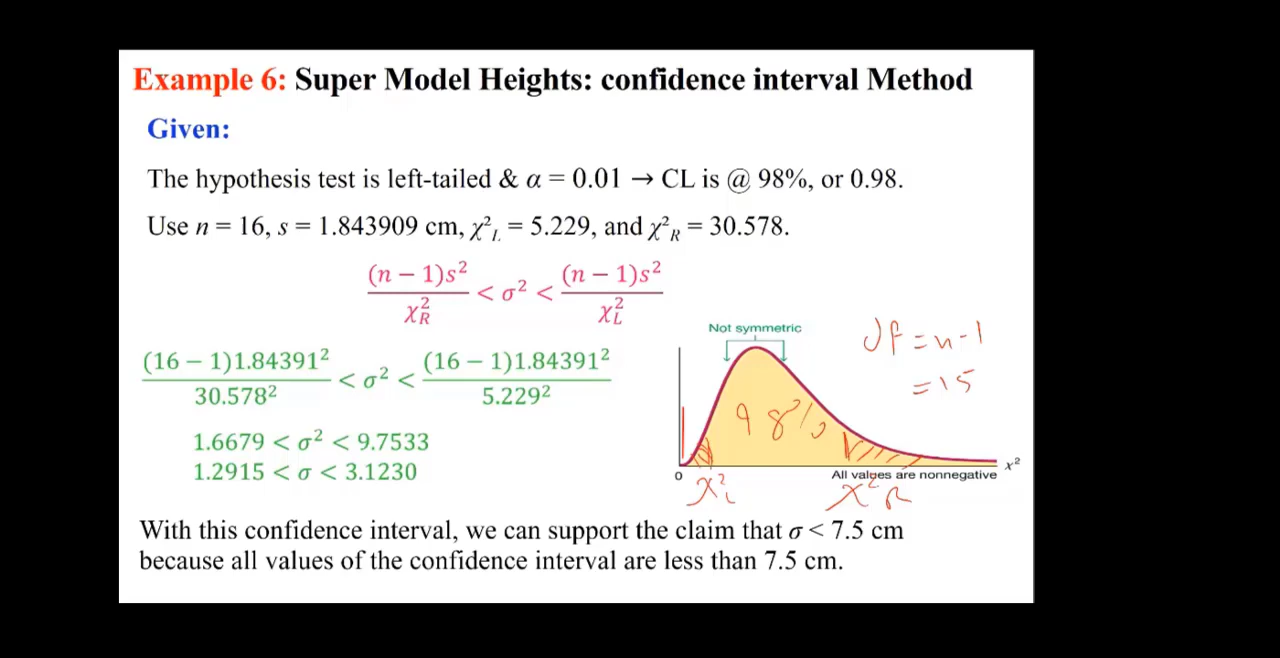 Example 6: Super Model Heights: confidence interval Method
Given:
The hypothesis test is left-tailed & α = 0.01 → CL is @ 98%, or 0.98.
Use n = 16, s = 1.843909 cm, χ²_L = 5.229, and χ²_R = 30.578.
(n − 1)s²/χ²_R < σ² < (n − 1)s²/χ²_L
Not symmetric
df = n-1
(16 − 1)1.84391²/30.578² < σ² < (16 − 1)1.84391²/5.229²
= 15
98%
1.6679 < σ² < 9.7533
1.2915 < σ < 3.1230
0
All values are nonnegative
x²
X²_L
X²_R
With this confidence interval, we can support the claim that σ < 7.5 cm
because all values of the confidence interval are less than 7.5 cm.